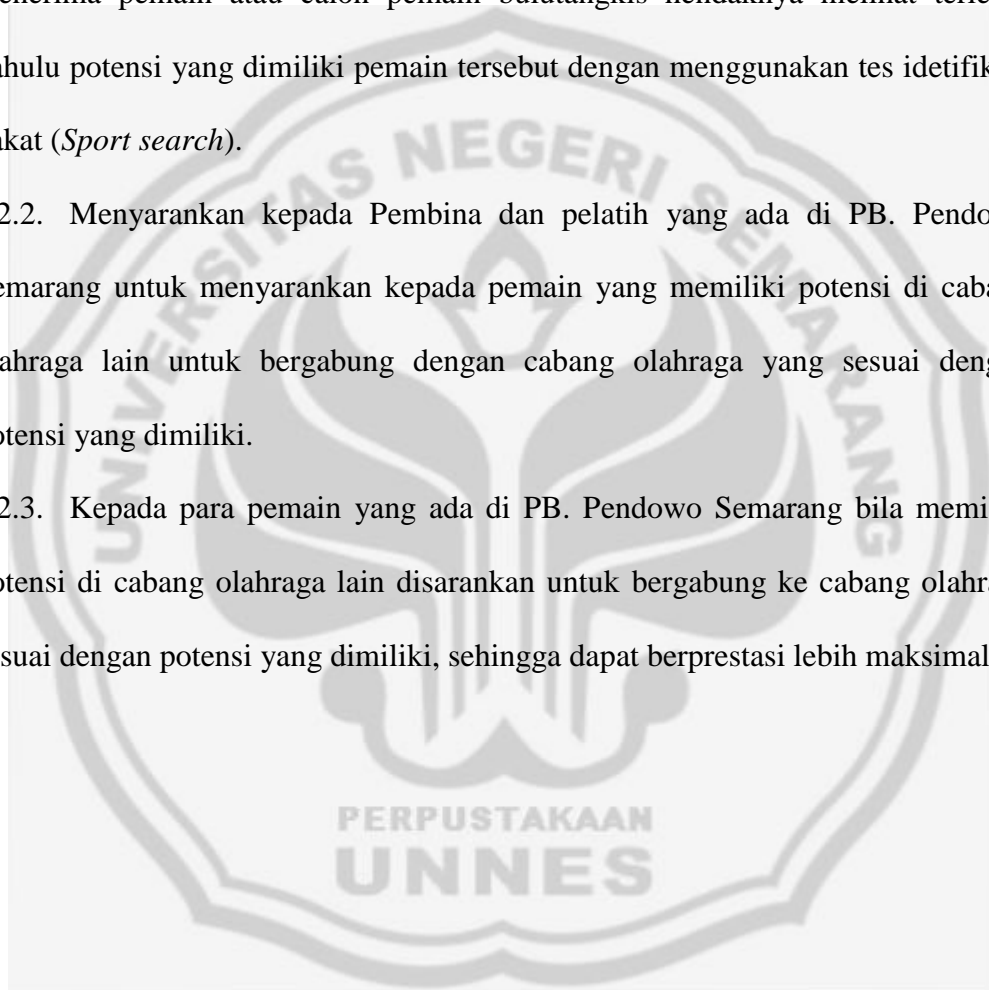 pemain atau calon pemain bulutangkis hendaknya melihat
ahulu potensi yang dimiliki pemain tersebut dengan menggunakan tes idetifik
akat (Sport search).
2.2. Menyarankan kepada Pembina dan pelatih yang ada di PB. Pendo
emarang untuk menyarankan kepada pemain yang memiliki potensi di caba
ahraga lain untuk bergabung dengan cabang olahraga yang sesuai deng
otensi yang dimiliki.
2.3. Kepada para pemain yang ada di PB. Pendowo Semarang bila memi
otensi di cabang olahraga lain disarankan untuk bergabung ke cabang olahra
suai dengan potensi yang dimiliki, sehingga dapat berprestasi lebih maksimal.
UNIVERSITAS NEGERI SEMARANG
PERPUSTAKAAN
UNNES